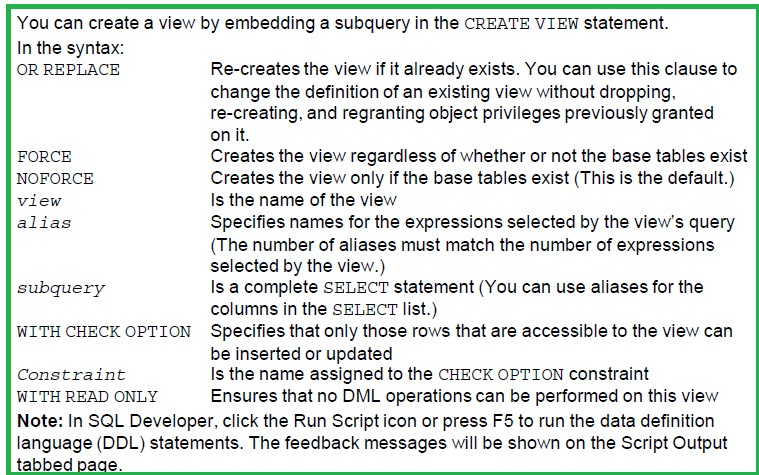 You can create a view by embedding a subquery in the CREATE VIEW statement.
In the syntax:
OR REPLACE Re-creates the view if it already exists. You can use this clause to
change the definition of an existing view without dropping,
re-creating, and regranting object privileges previously granted
on it.
FORCE Creates the view regardless of whether or not the base tables exist
NOFORCE Creates the view only if the base tables exist (This is the default.)
view Is the name of the view
alias Specifies names for the expressions selected by the view's query
(The number of aliases must match the number of expressions
selected by the view.)
subquery Is a complete SELECT statement (You can use aliases for the
columns in the SELECT list.)
WITH CHECK OPTION Specifies that only those rows that are accessible to the view can
be inserted or updated
Constraint Is the name assigned to the CHECK OPTION constraint
WITH READ ONLY Ensures that no DML operations can be performed on this view
Note: In SQL Developer, click the Run Script icon or press F5 to run the data definition
language (DDL) statements. The feedback messages will be shown on the Script Output
tabbed page.